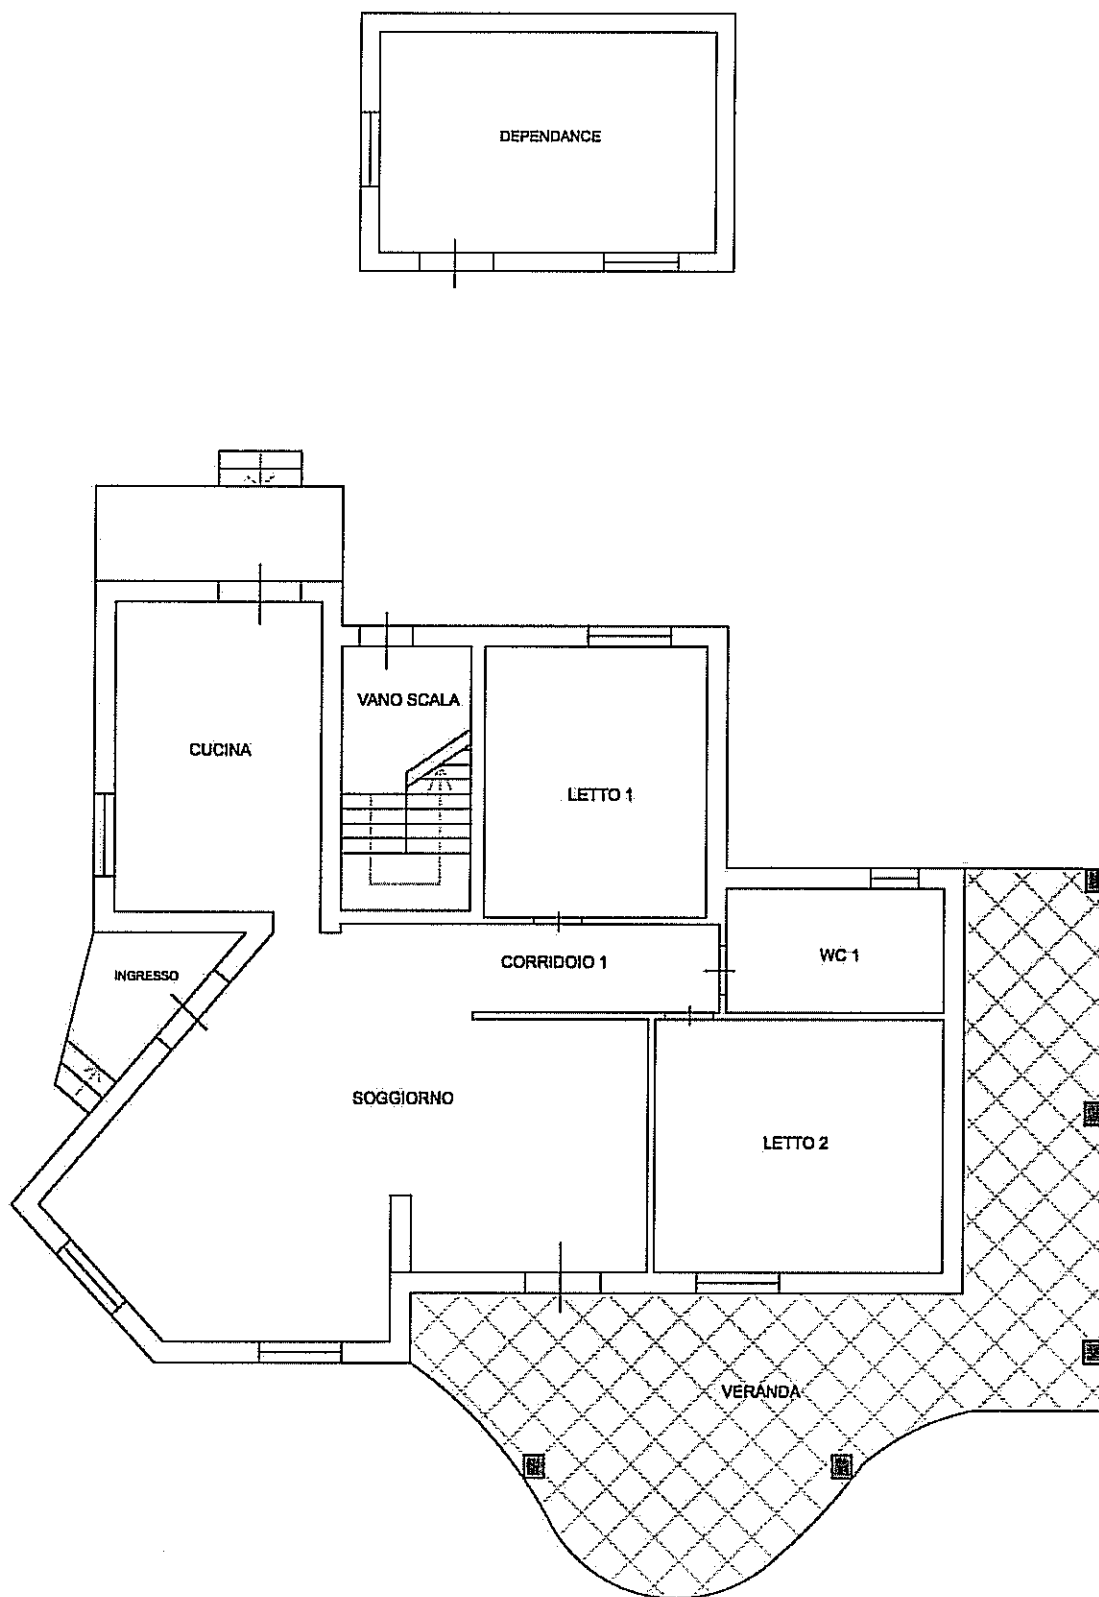 DEPENDANCE
VANO SCALA
CUCINA
LETTO 1
INGRESSO
CORRIDOIO 1
WC 1
SOGGIORNO
LETTO 2
VERANDA